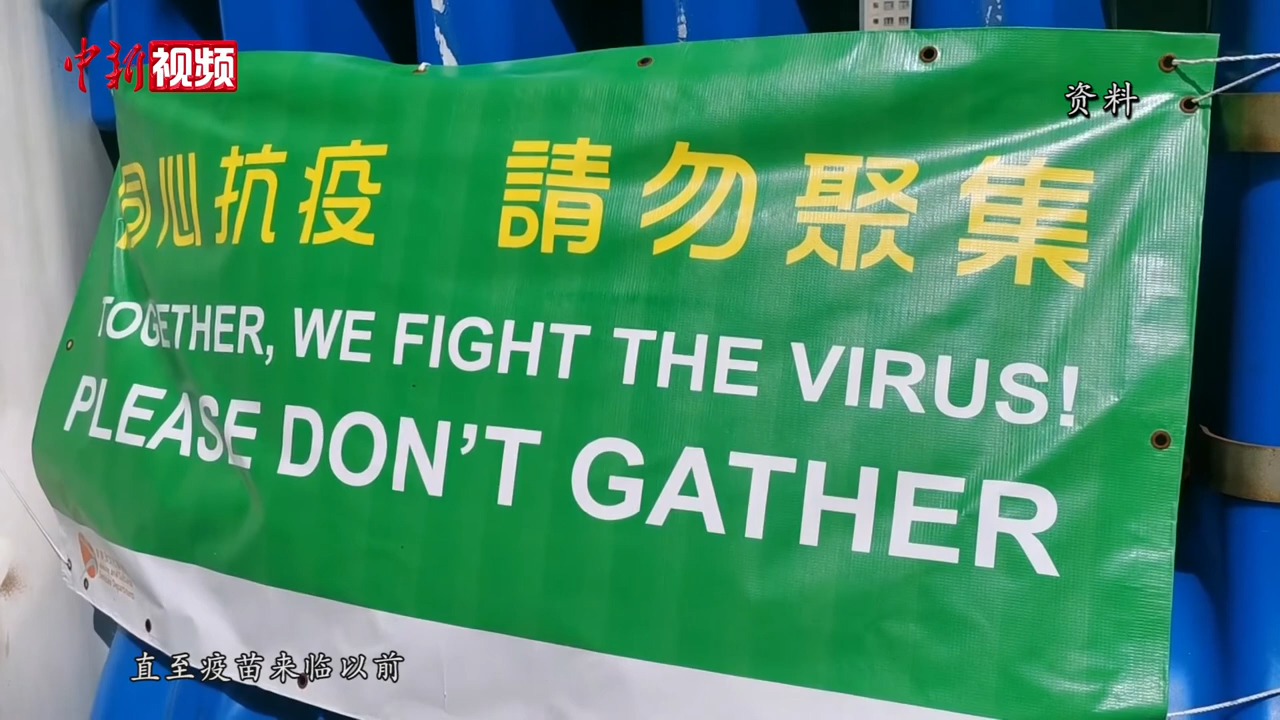 中新视频
资料
同心抗疫 請勿聚集
TOGETHER, WE FIGHT THE VIRUS!
PLEASE DON'T GATHER
直至疫苗来临以前